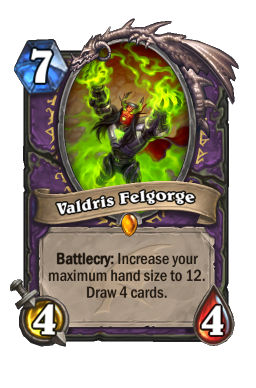 7
Valdris Felgorge
Battlecry: Increase your
maximum hand size to 12.
Draw 4 cards.
4
4